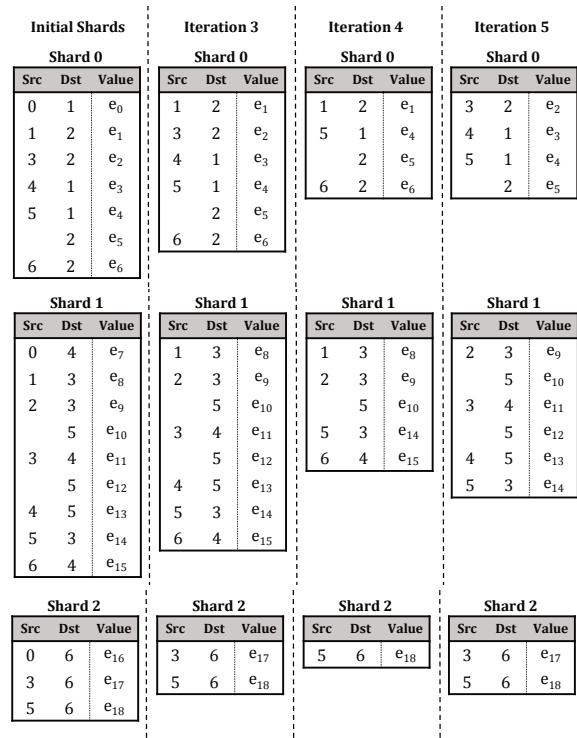 Initial Shards Iteration 3 Iteration 4 Iteration 5
Shard 0 Shard 0 Shard 0 Shard 0
Src Dst Value Src Dst Value Src Dst Value Src Dst Value
0 1 e₀ 1 2 e₁ 1 2 e₁ 3 2 e₂
1 2 e₁ 3 2 e₂ 5 1 e₄ 4 1 e₃
3 2 e₂ 4 1 e₃ 2 e₅ 5 1 e₄
4 1 e₃ 5 1 e₄ 6 2 e₆ 2 e₅
5 1 e₄ 2 e₅
2 e₅ 6 2 e₆
6 2 e₆
Shard 1 Shard 1 Shard 1 Shard 1
Src Dst Value Src Dst Value Src Dst Value Src Dst Value
0 4 e₇ 1 3 e₈ 1 3 e₈ 2 3 e₉
1 3 e₈ 2 3 e₉ 2 3 e₉ 5 e₁₀
2 3 e₉ 5 e₁₀ 5 e₁₀ 3 4 e₁₁
5 e₁₀ 3 4 e₁₁ 5 3 e₁₄ 5 e₁₂
3 4 e₁₁ 5 e₁₂ 6 4 e₁₅ 4 5 e₁₃
5 e₁₂ 4 5 e₁₃ 5 3 e₁₄
4 5 e₁₃ 5 3 e₁₄
5 3 e₁₄ 6 4 e₁₅
6 4 e₁₅
Shard 2 Shard 2 Shard 2 Shard 2
Src Dst Value Src Dst Value Src Dst Value Src Dst Value
0 6 e₁₆ 3 6 e₁₇ 5 6 e₁₈ 3 6 e₁₇
3 6 e₁₇ 5 6 e₁₈ 5 6 e₁₈
5 6 e₁₈